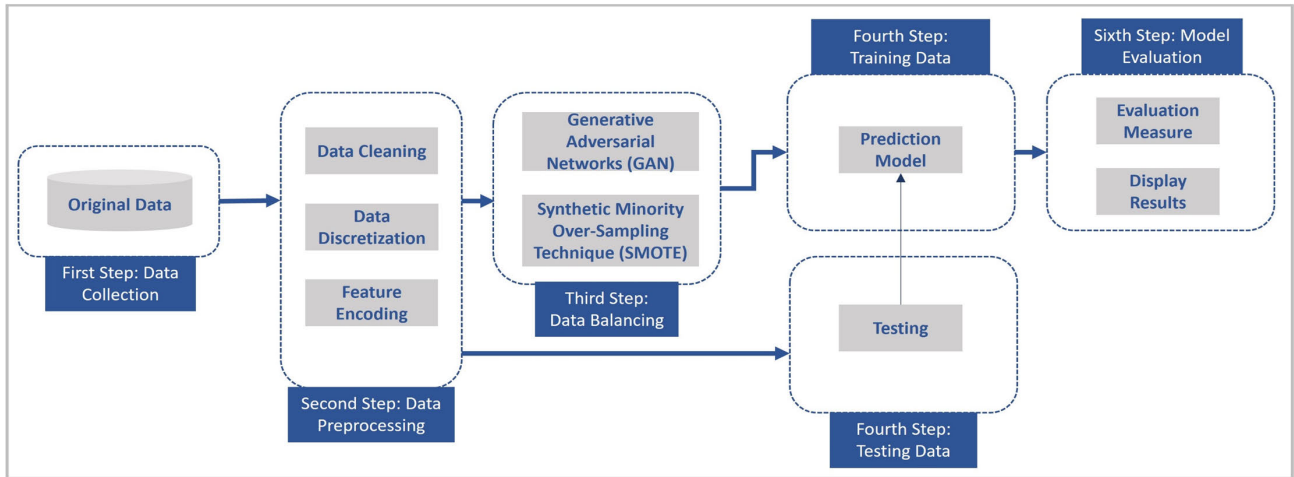 Original Data
First Step: Data
Collection
Data Cleaning
Data
Discretization
Feature
Encoding
Second Step: Data
Preprocessing
Generative
Adversarial
Networks (GAN)
Synthetic Minority
Over-Sampling
Technique (SMOTE)
Third Step:
Data Balancing
Fourth Step:
Training Data
Prediction
Model
Testing
Fourth Step:
Testing Data
Sixth Step: Model
Evaluation
Evaluation
Measure
Display
Results